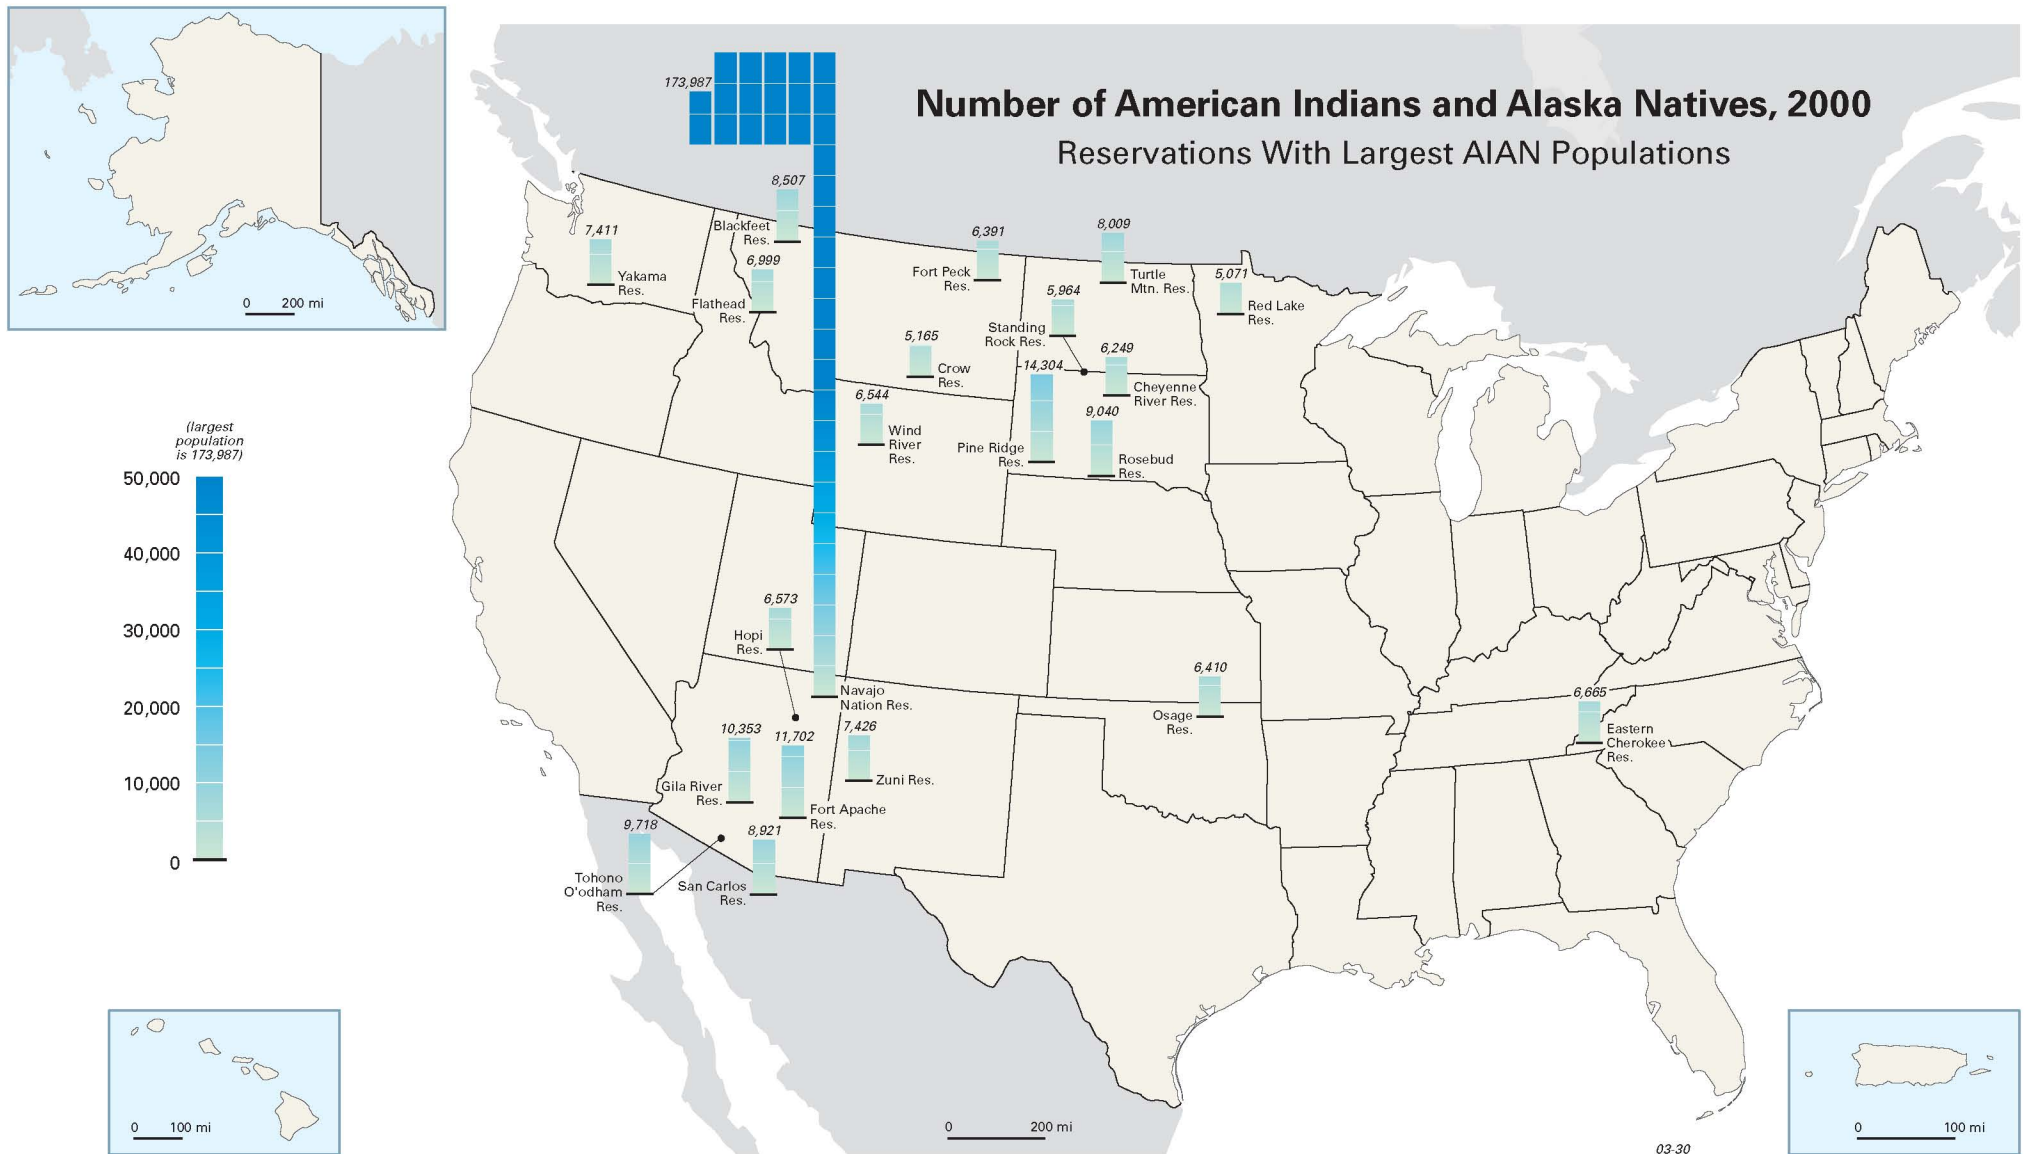 Number of American Indians and Alaska Natives, 2000
Reservations With Largest AIAN Populations
0 200 mi
(largest
population
is 173,987)
50,000
40,000
30,000
20,000
10,000
0
173,987
8,507
Blackfeet
Res.
7,411
Yakama
Res.
6,999
Flathead
Res.
6,391
Fort Peck
Res.
8,009
Turtle
Mtn. Res.
5,071
Red Lake
Res.
5,964
Standing
Rock Res.
5,165
Crow
Res.
6,249
Cheyenne
River Res.
14,304
Pine Ridge
Res.
6,544
Wind
River
Res.
9,040
Rosebud
Res.
6,573
Hopi
Res.
Navajo
Nation Res.
6,410
Osage
Res.
6,665
Eastern
Cherokee
Res.
10,353
Gila River
Res.
11,702
Fort Apache
Res.
7,426
Zuni Res.
9,718
Tohono
O'odham
Res.
8,921
San Carlos
Res.
0 100 mi
0 200 mi
0 100 mi
03-30